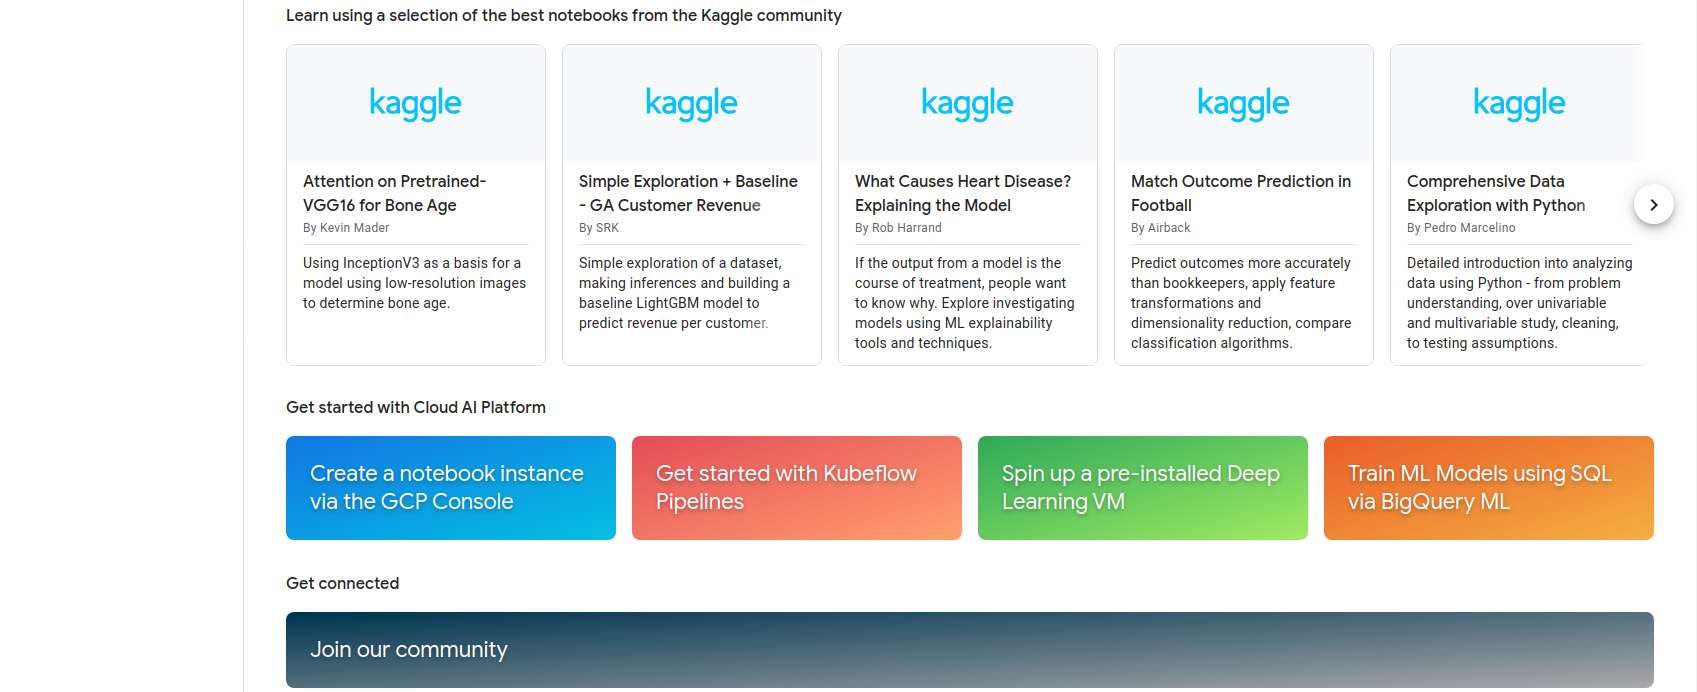 Learn using a selection of the best notebooks from the Kaggle community
kaggle
Attention on Pretrained-
VGG16 for Bone Age
By Kevin Mader
Using InceptionV3 as a basis for a
model using low-resolution images
to determine bone age.
kaggle
Simple Exploration + Baseline
- GA Customer Revenue
By SRK
Simple exploration of a dataset,
making inferences and building a
baseline LightGBM model to
predict revenue per customer.
kaggle
What Causes Heart Disease?
Explaining the Model
By Rob Harrand
If the output from a model is the
course of treatment, people want
to know why. Explore investigating
models using ML explainability
tools and techniques.
kaggle
Match Outcome Prediction in
Football
By Airback
Predict outcomes more accurately
than bookkeepers, apply feature
transformations and
dimensionality reduction, compare
classification algorithms.
kaggle
Comprehensive Data
Exploration with Python
By Pedro Marcelino
Detailed introduction into analyzing
data using Python - from problem
understanding, over univariable
and multivariable study, cleaning,
to testing assumptions.
Get started with Cloud AI Platform
Create a notebook instance
via the GCP Console
Get started with Kubeflow
Pipelines
Spin up a pre-installed Deep
Learning VM
Train ML Models using SQL
via BigQuery ML
Get connected
Join our community